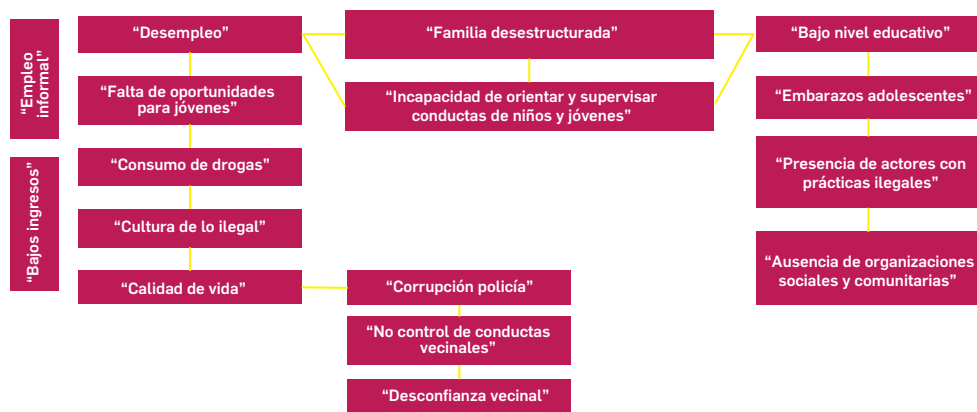 “Empleo
informal”
“Bajos ingresos”
“Desempleo”
“Falta de oportunidades
para jóvenes”
“Consumo de drogas”
“Cultura de lo ilegal”
“Calidad de vida”
“Familia desestructurada”
“Incapacidad de orientar y supervisar
conductas de niños y jóvenes”
“Corrupción policía”
“No control de conductas
vecinales”
“Desconfianza vecinal”
“Bajo nivel educativo”
“Embarazos adolescentes”
“Presencia de actores con
prácticas ilegales”
“Ausencia de organizaciones
sociales y comunitarias”